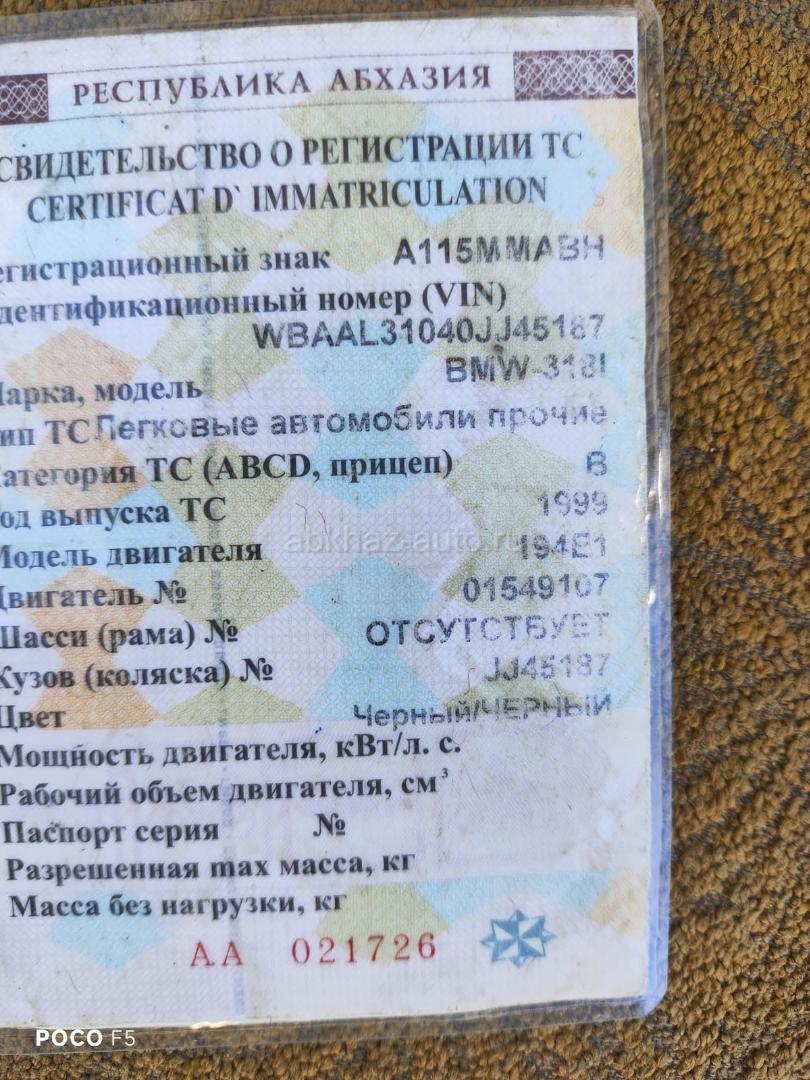 РЕСПУБЛИКА АБХАЗИЯ
СВИДЕТЕЛЬСТВО О РЕГИСТРАЦИИ ТС
CERTIFICAT D` IMMATRICULATION
егистрационный знак А115ММАВН
дентификационный номер (VIN)
WBAAL31040JJ45187
BMW-318I
Марка, модель
ип ТС Легковые автомобили прочие
атегория ТС (ABCD, прицеп) В
од выпуска ТС 1999
Модель двигателя 194E1
abkhaz-auto.ru
Двигатель № 01549107
Шасси (рама) № ОТСУТСТВУЕТ
Кузов (коляска) № JJ45187
Цвет Черный/ЧЕРНЫЙ
Мощность двигателя, кВт/л. с.
Рабочий объем двигателя, см³
Паспорт серия №
Разрешенная max масса, кг
Масса без нагрузки, кг
АА 021726
POCO F5